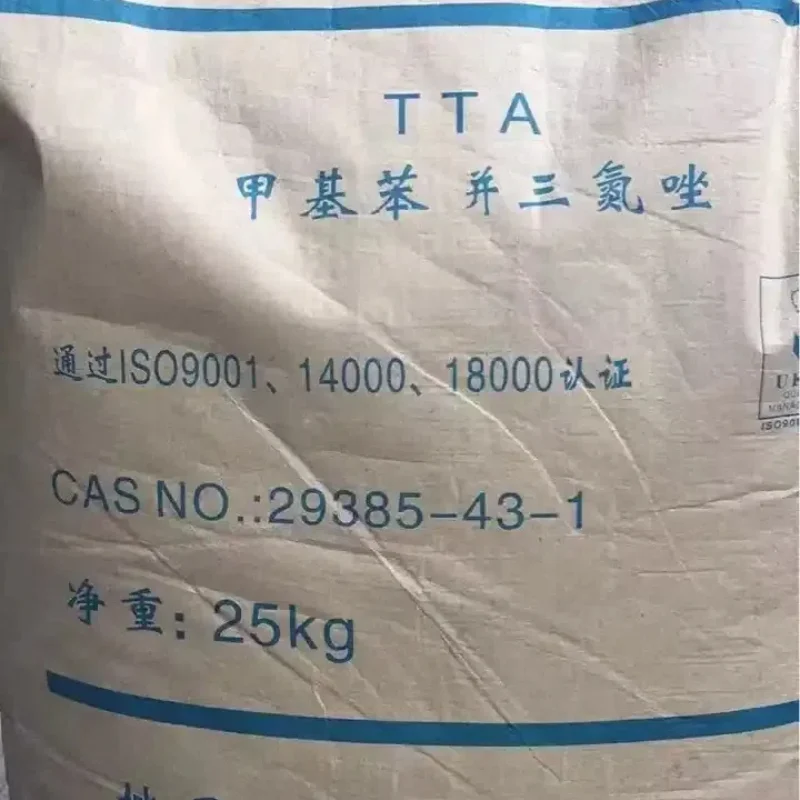 TTA
甲基苯并三氮唑
通过ISO9001、14000、18000认证
CAS NO.:29385-43-1
净重: 25kg